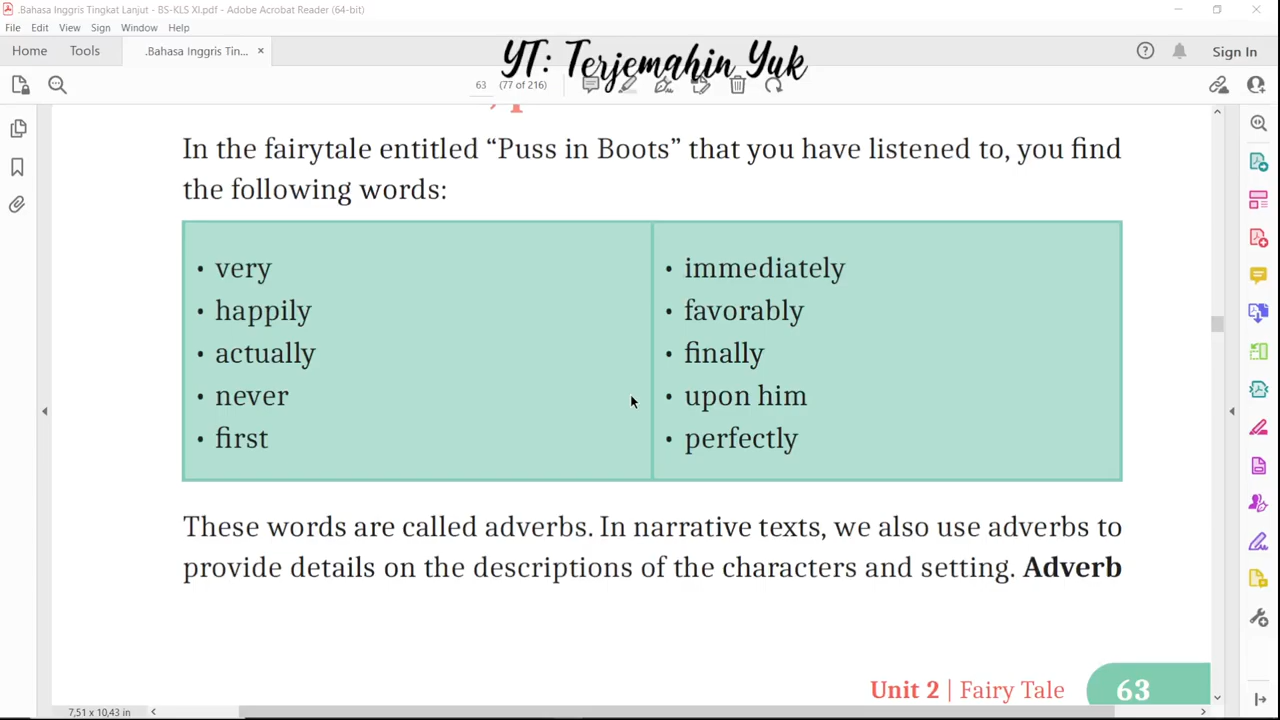 .Bahasa Inggris Tingkat Lanjut - BS-KLS XI.pdf - Adobe Acrobat Reader (64-bit)
File Edit View Sign Window Help
Home Tools .Bahasa Inggris Tin... × Sign In
YT: Terjemahin Yuk
63 (77 of 216)
In the fairytale entitled “Puss in Boots” that you have listened to, you find
the following words:
• very
• happily
• actually
• never
• first
• immediately
• favorably
• finally
• upon him
• perfectly
These words are called adverbs. In narrative texts, we also use adverbs to
provide details on the descriptions of the characters and setting. Adverb
Unit 2 | Fairy Tale 63
7,51 x 10,43 in